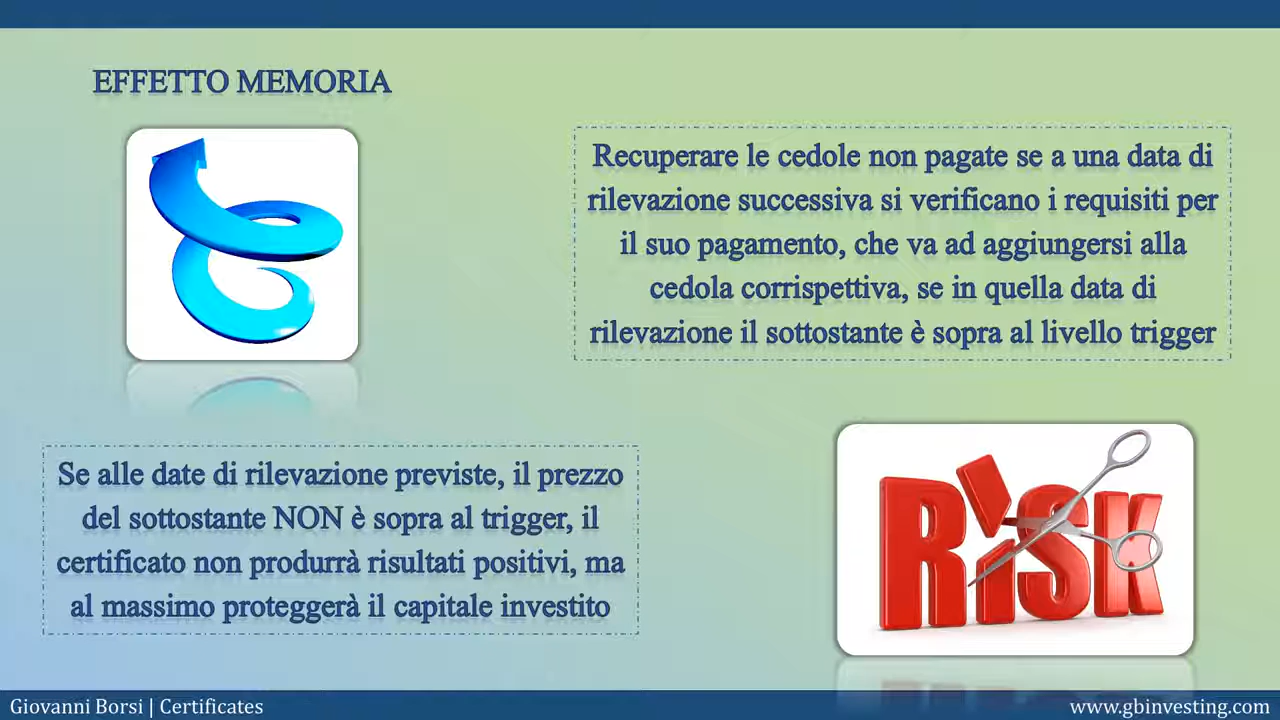 EFFETTO MEMORIA
Recuperare le cedole non pagate se a una data di
rilevazione successiva si verificano i requisiti per
il suo pagamento, che va ad aggiungersi alla
cedola corrispettiva, se in quella data di
rilevazione il sottostante è sopra al livello trigger
Se alle date di rilevazione previste, il prezzo
del sottostante NON è sopra al trigger, il
certificato non produrrà risultati positivi, ma
al massimo proteggerà il capitale investito
RiSK
Giovanni Borsi | Certificates
www.gbinvesting.com